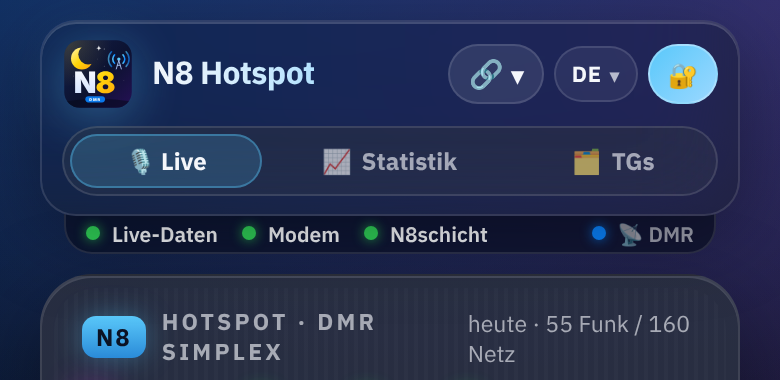 N8 Hotspot
N8
DMR
▾
DE ▾
Live
Statistik
TGs
Live-Daten Modem N8schicht DMR
N8
HOTSPOT · DMR
SIMPLEX
heute · 55 Funk / 160
Netz